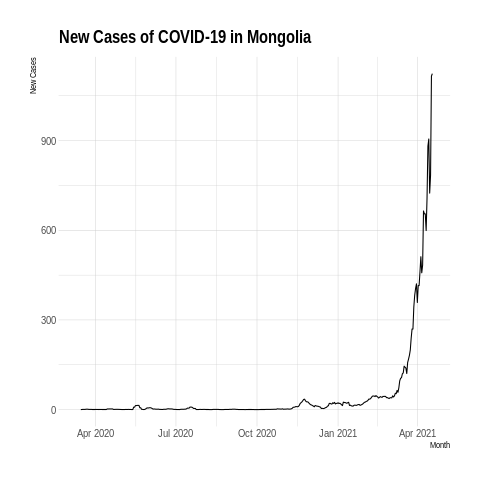 New Cases of COVID-19 in Mongolia
New Cases
900
600
300
0
Apr 2020 Jul 2020 Oct 2020 Jan 2021 Apr 2021
Month